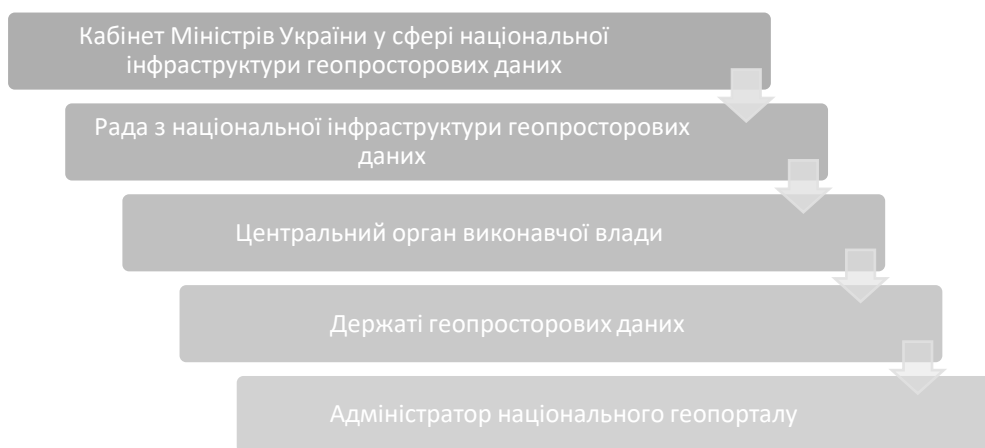 Кабінет Міністрів України у сфері національної
інфраструктури геопросторових даних
Рада з національної інфраструктури геопросторових
даних
Центральний орган виконавчої влади
Держаті геопросторових даних
Адміністратор національного геопорталу